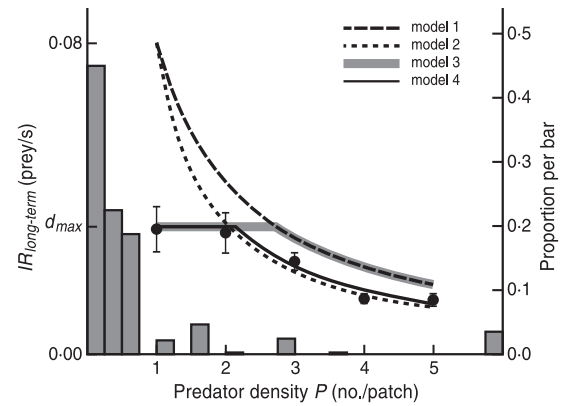 model 1
model 2
model 3
model 4
0·08
d_max
0·00
IR_long-term (prey/s)
0·5
0·4
0·3
0·2
0·1
0·0
Proportion per bar
1 2 3 4 5
Predator density P (no./patch)